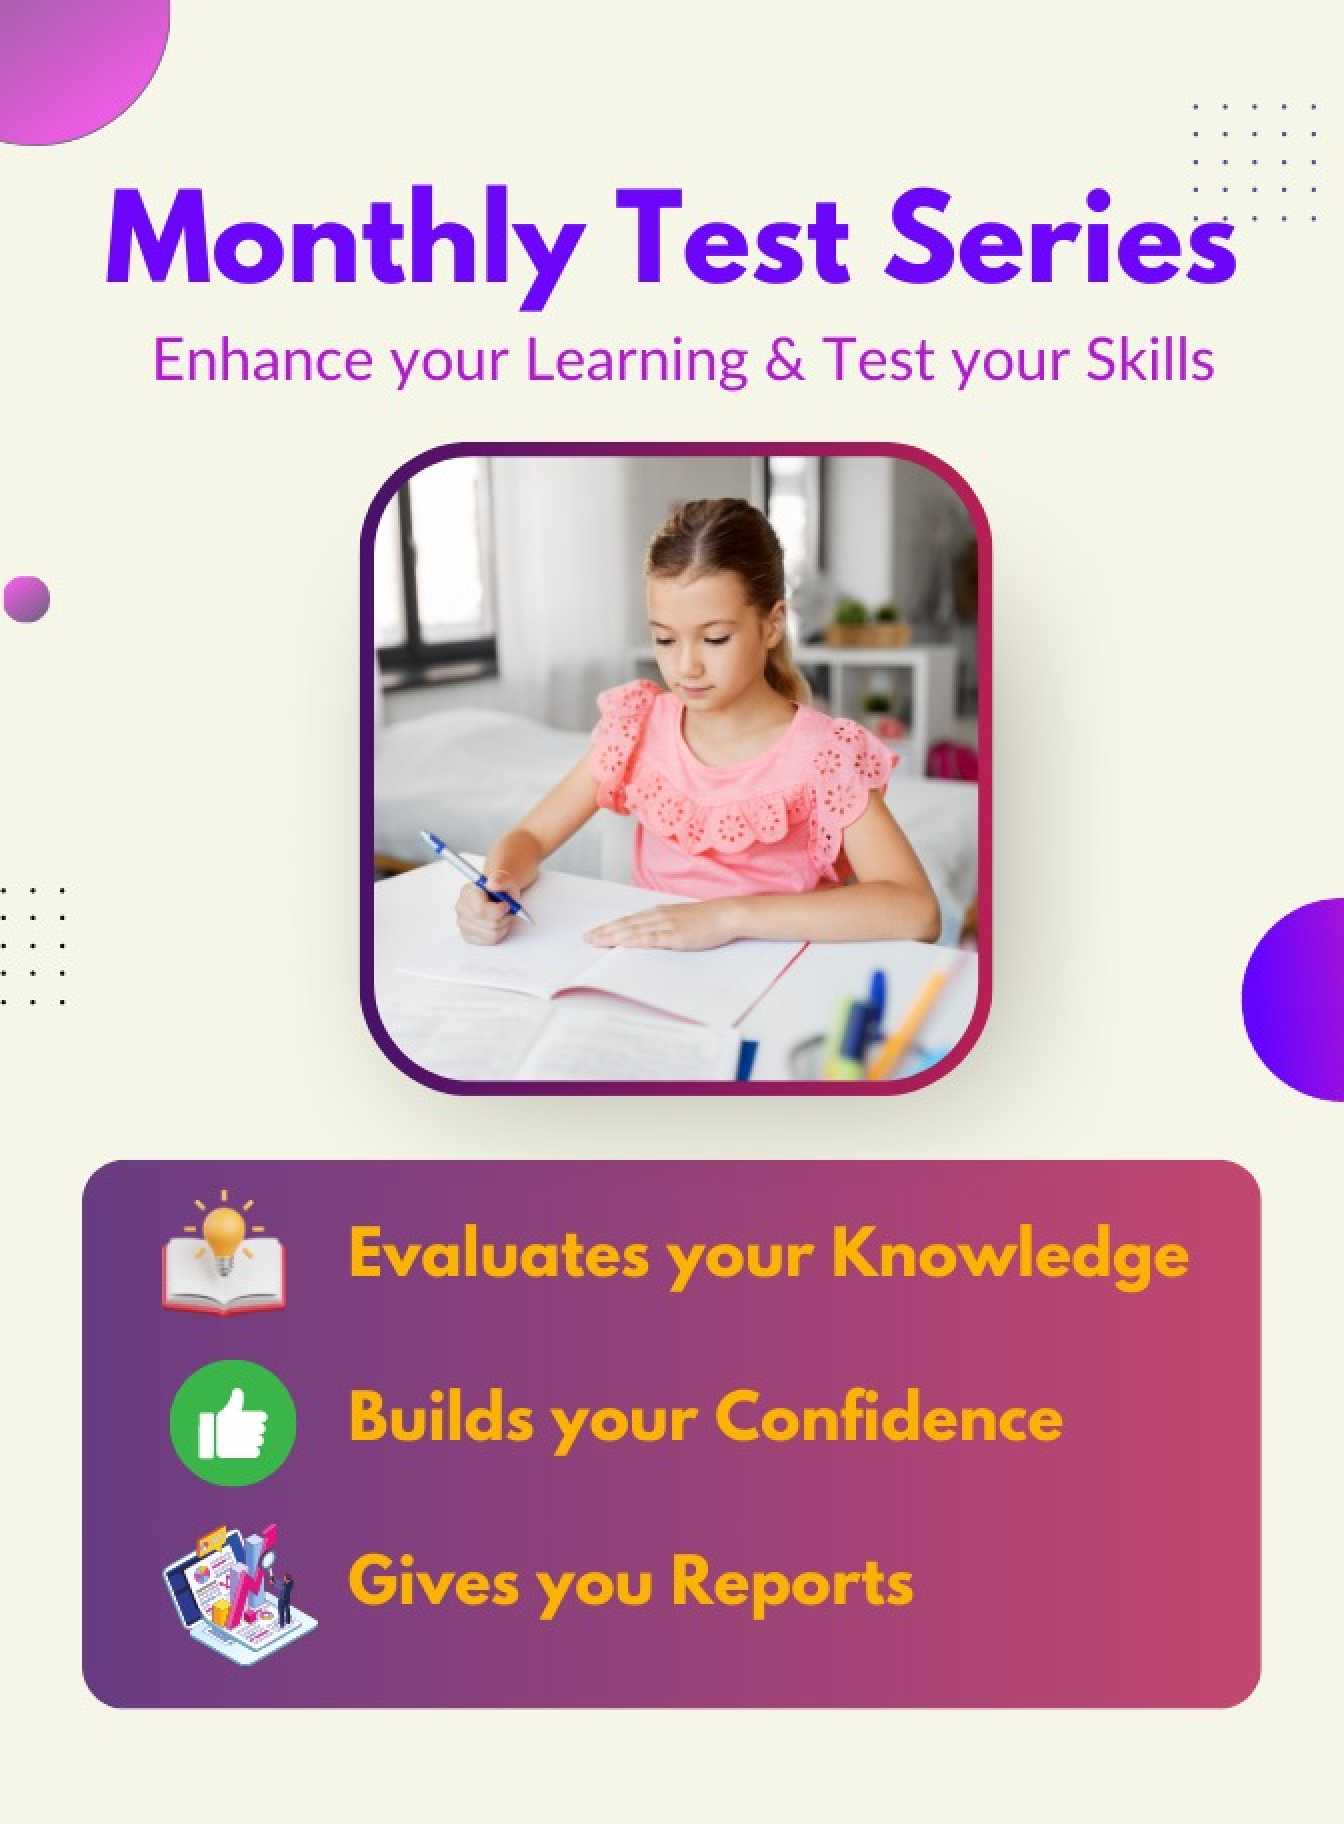 Monthly Test Series
Enhance your Learning & Test your Skills
Evaluates your Knowledge
Builds your Confidence
Gives you Reports